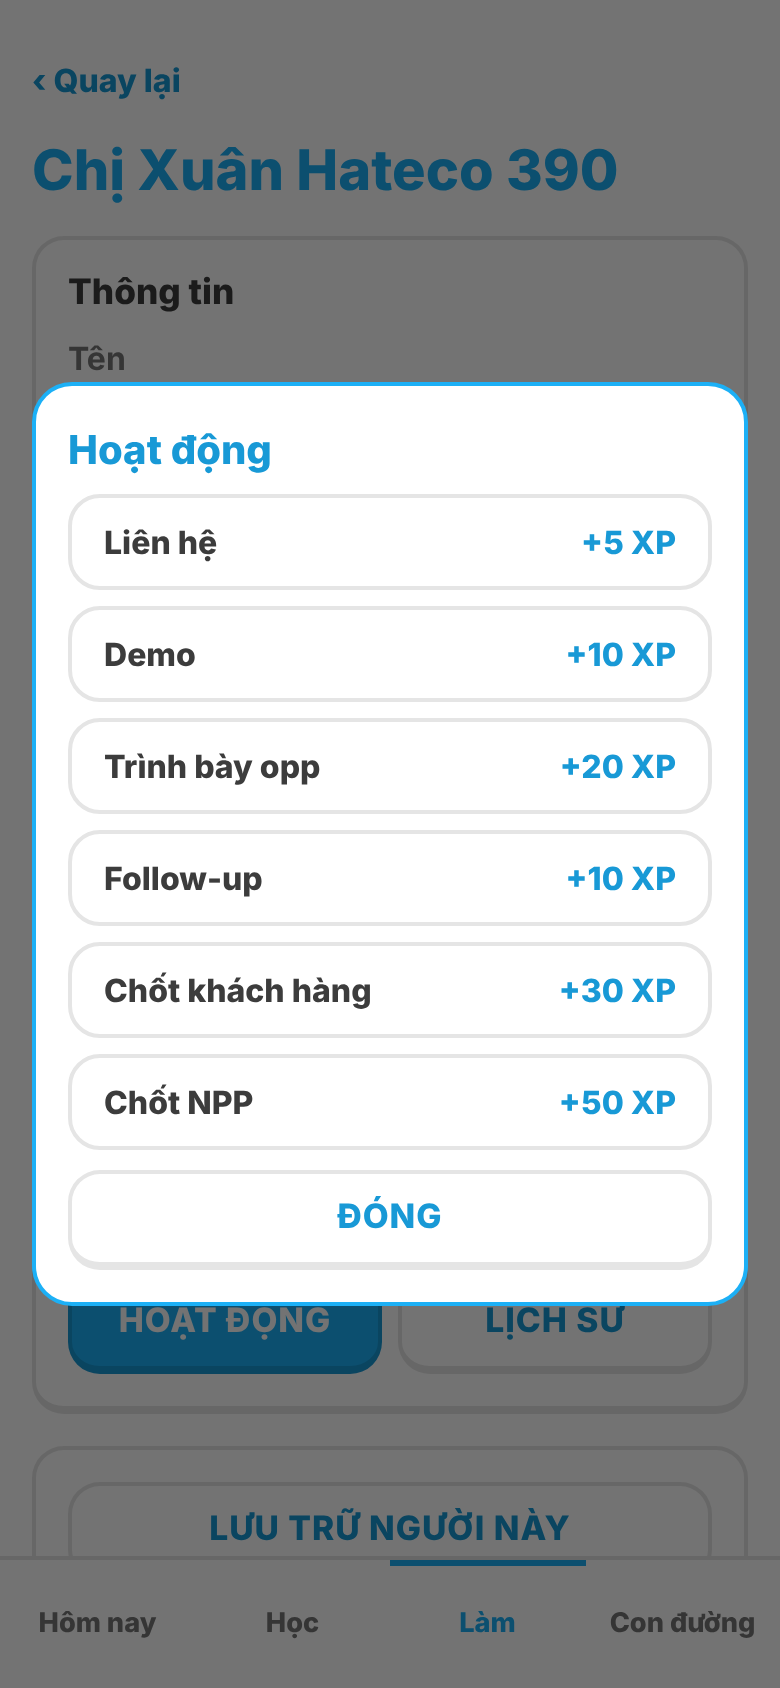 ‹ Quay lại
Chị Xuân Hateco 390
Thông tin
Tên
Hoạt động
Liên hệ +5 XP
Demo +10 XP
Trình bày opp +20 XP
Follow-up +10 XP
Chốt khách hàng +30 XP
Chốt NPP +50 XP
ĐÓNG
HOẠT ĐỘNG LỊCH SỬ
LƯU TRỮ NGƯỜI NÀY
Hôm nay Học Làm Con đường